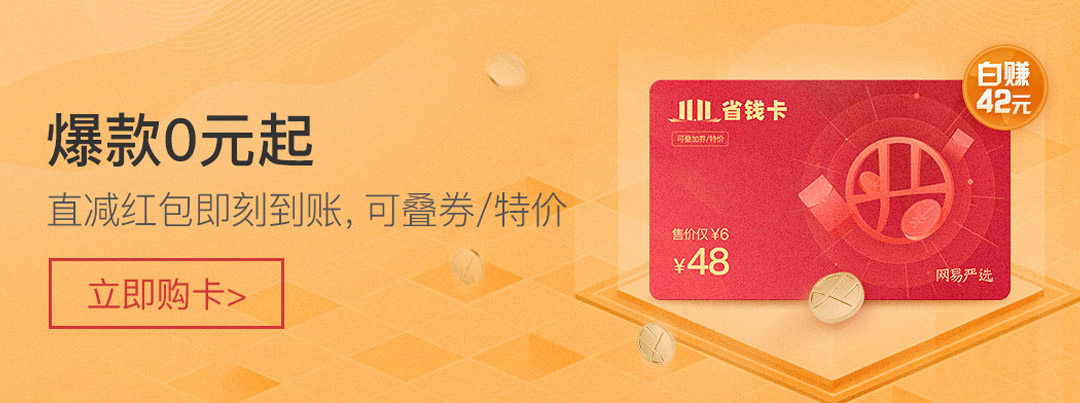 爆款0元起
直减红包即刻到账, 可叠券/特价
立即购卡>
白赚
42元
11.11 省钱卡
可叠加券/特价
售价仅¥6
¥48
网易严选